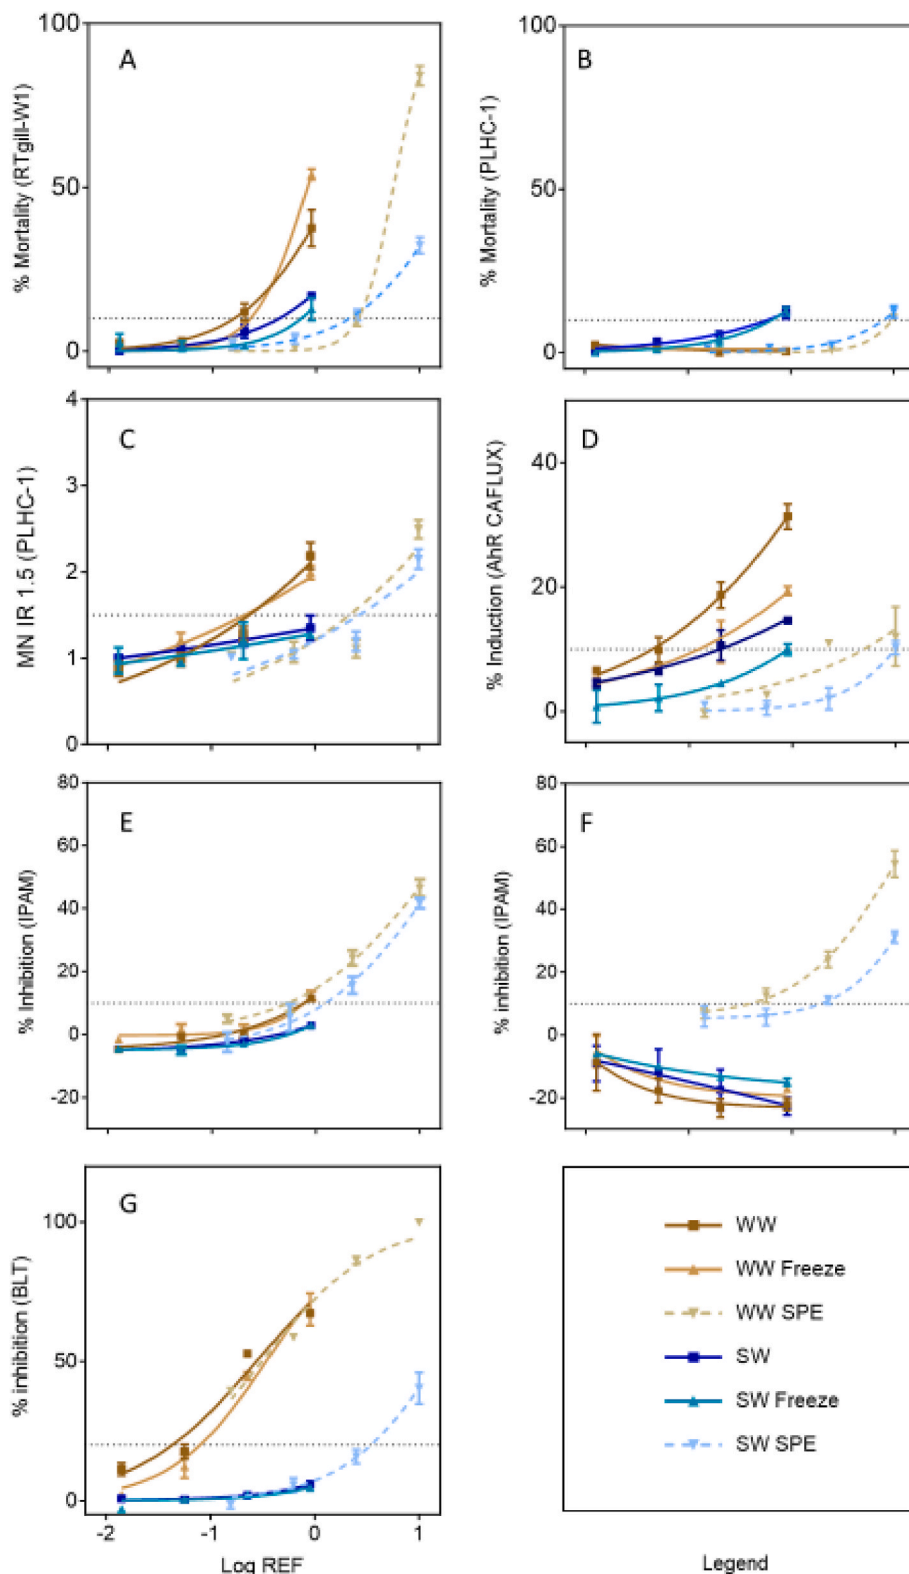 A
100
50
0
% Mortality (RTgill-W1)
B
100
50
0
% Mortality (PLHC-1)
C
4
3
2
1
0
MN IR 1.5 (PLHC-1)
D
40
20
0
% Induction (AhR CAFLUX)
E
80
60
40
20
0
-20
% Inhibition (IPAM)
F
80
60
40
20
0
-20
% inhibition (IPAM)
G
100
50
0
% inhibition (BLT)
-2
-1
0
1
Log REF
WW
WW Freeze
WW SPE
SW
SW Freeze
SW SPE
Legend